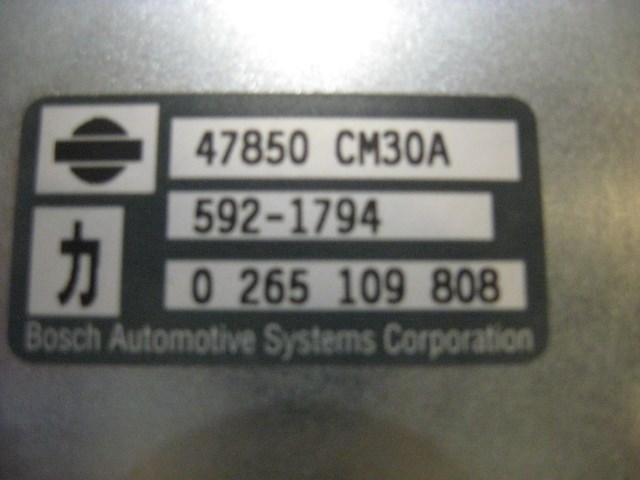 47850 CM30A
592-1794
力
0 265 109 808
Bosch Automotive Systems Corporation